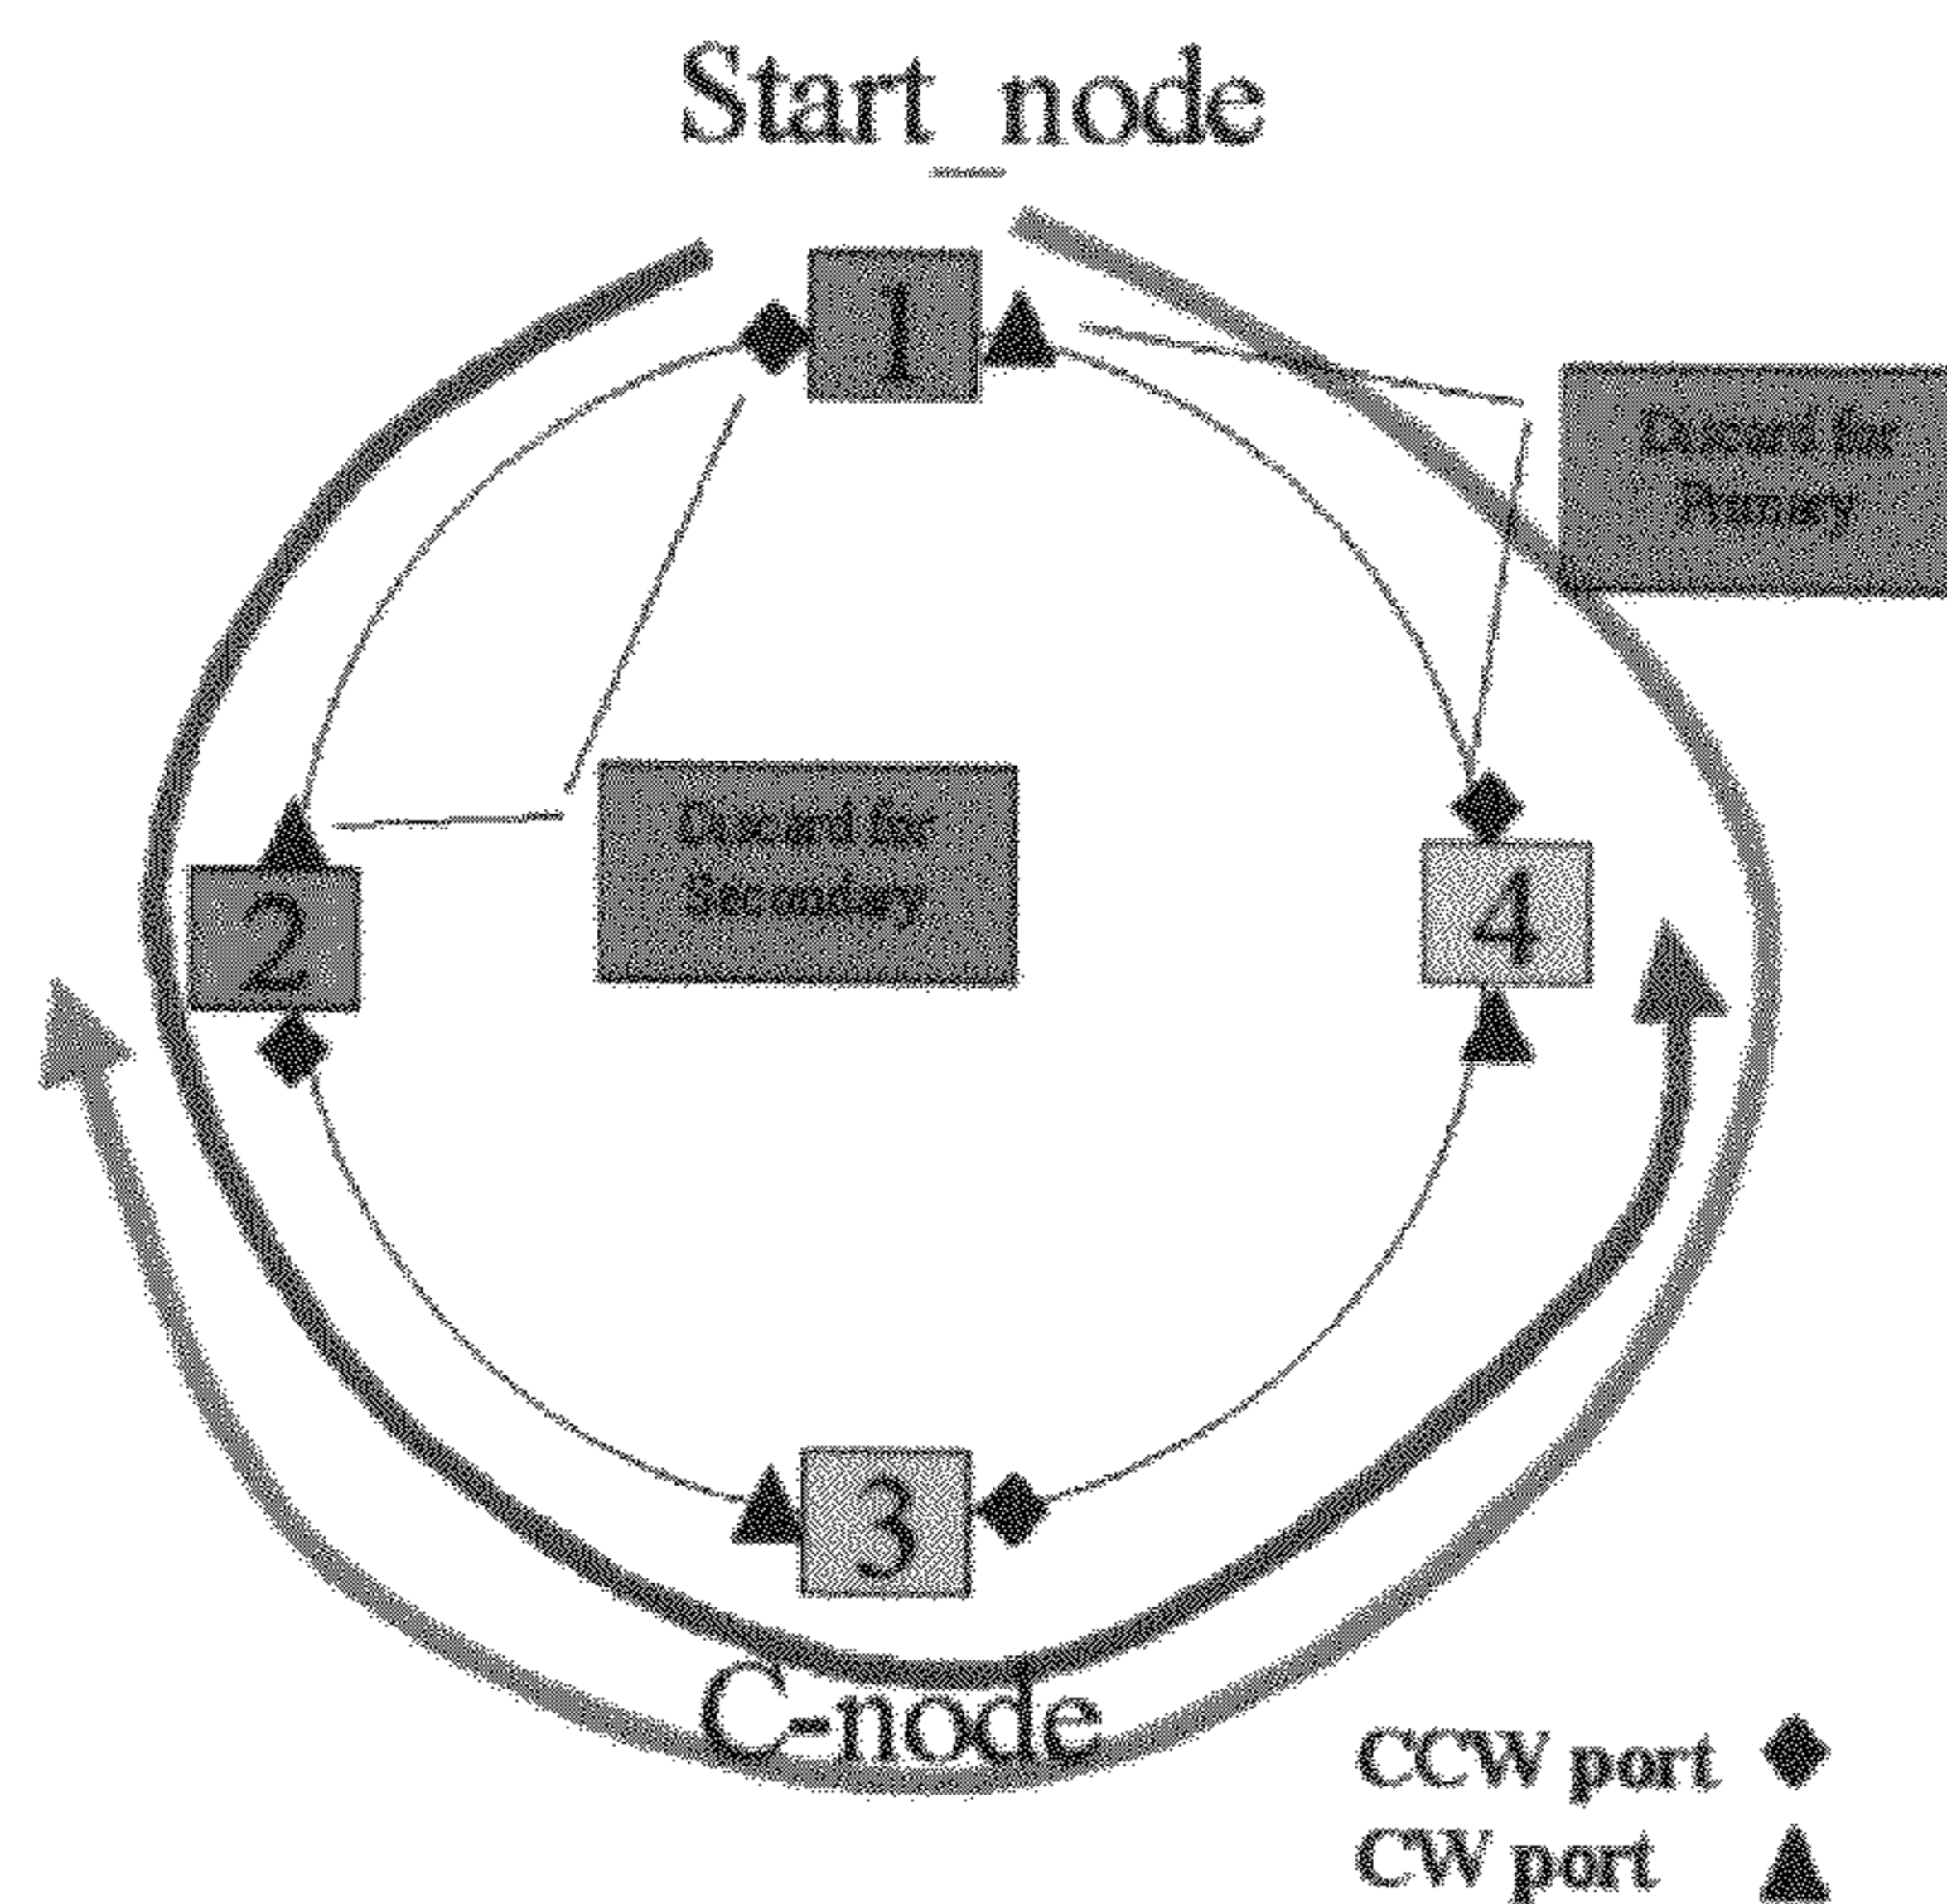 Start_node
1
Discard for
Primary
Discard for
Secondary
2
4
3
C-node
CCW port
CW port